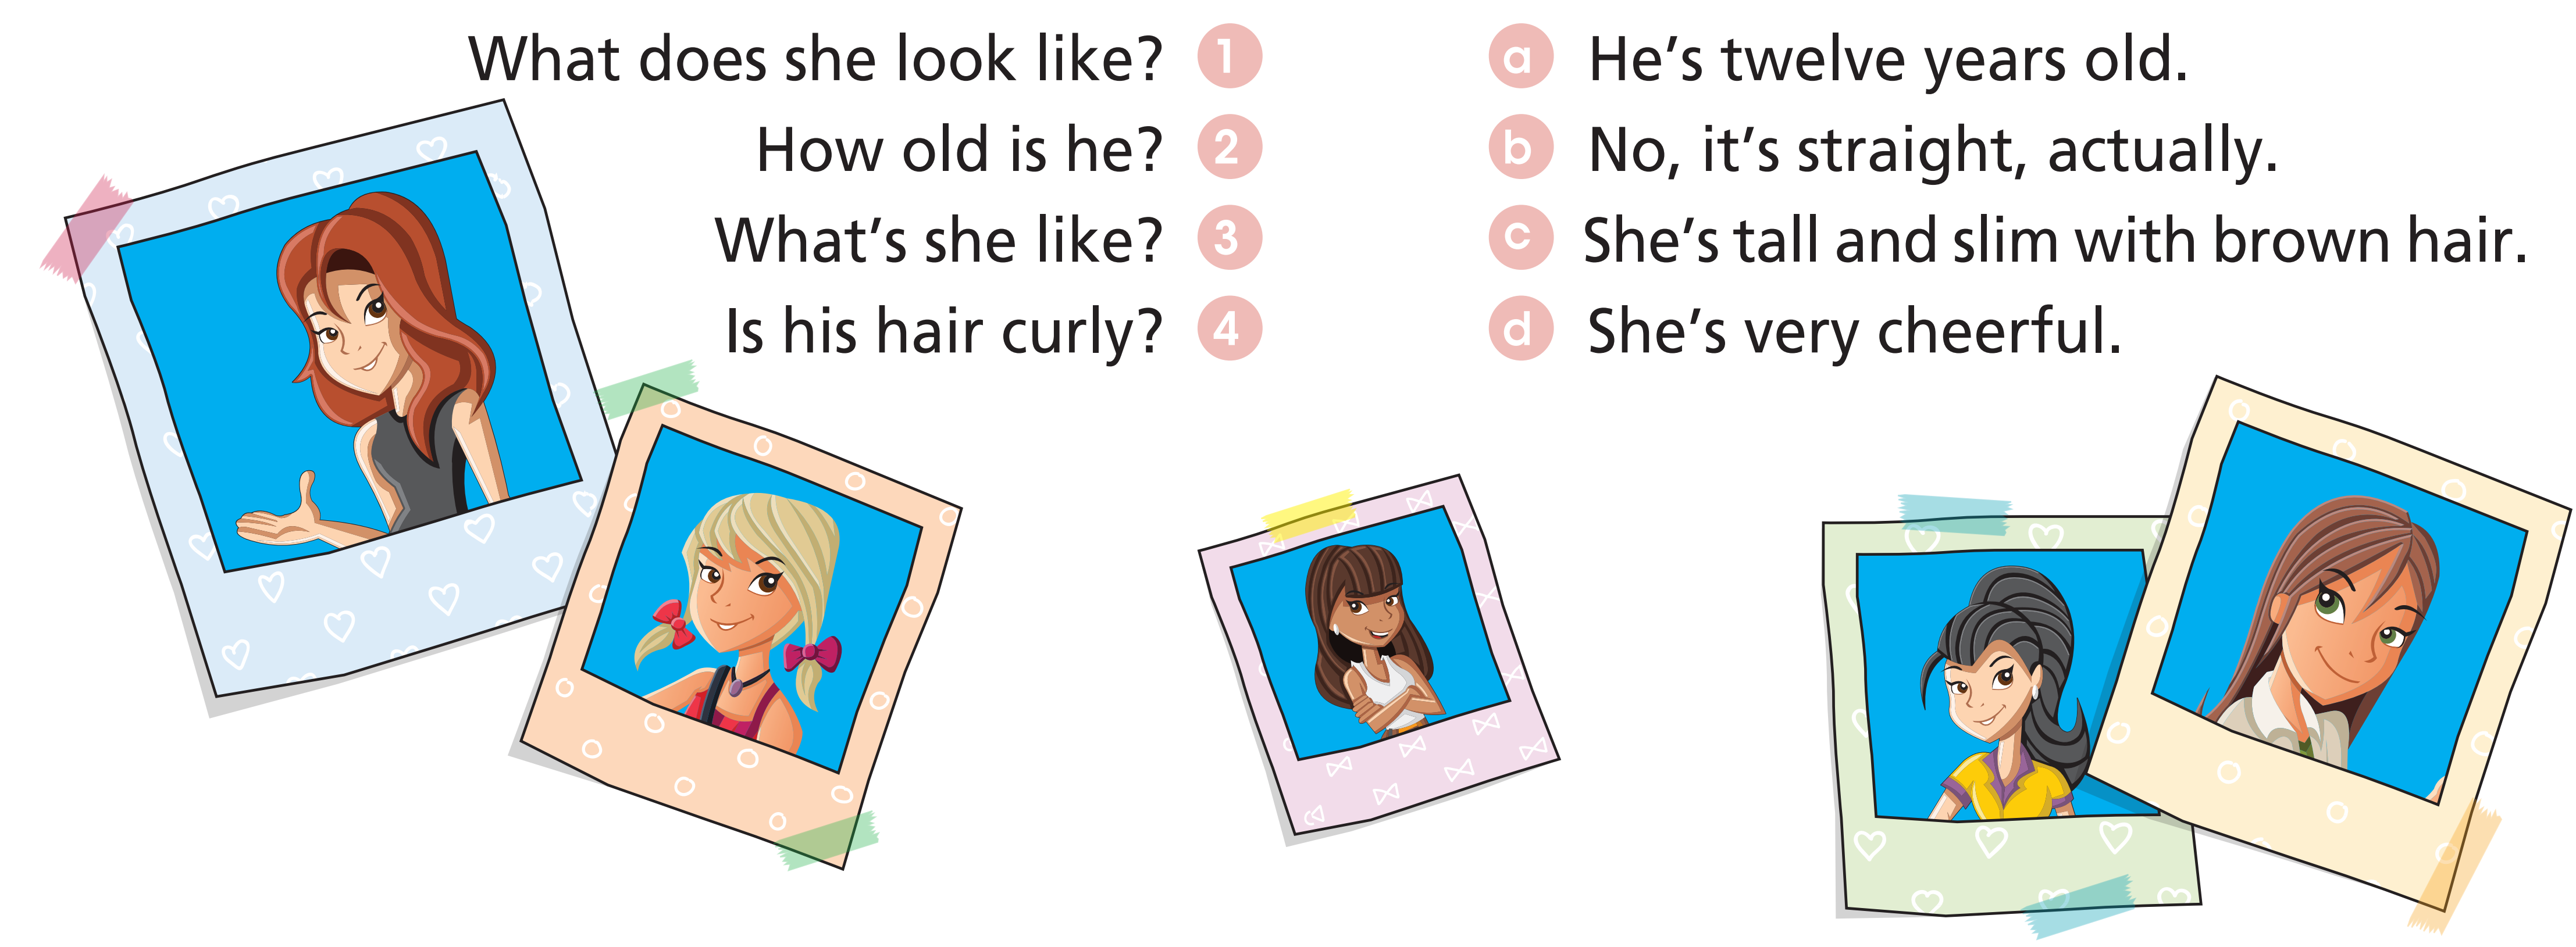 What does she look like? 1 a He's twelve years old.
How old is he? 2 b No, it's straight, actually.
What's she like? 3 c She's tall and slim with brown hair.
Is his hair curly? 4 d She's very cheerful.